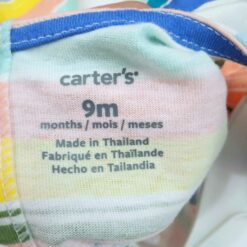 carter's®
9m
months / mois / meses
Made in Thailand
Fabriqué en Thaïlande
Hecho en Tailandia